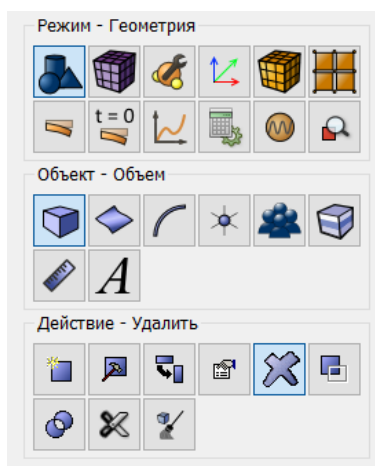 Режим - Геометрия
t = 0
Объект - Объем
A
Действие - Удалить